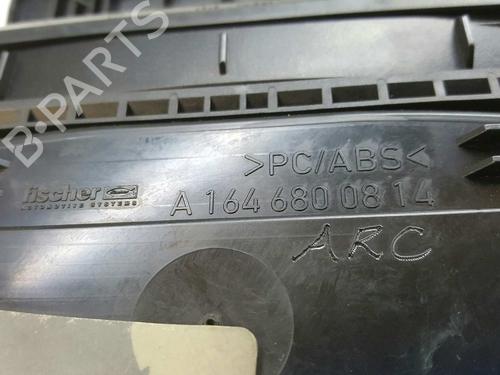 B-PARTS
>PC/ABS<
fischer
AUTOMOTIVE SYSTEMS
A 164 680 08 14
ARC